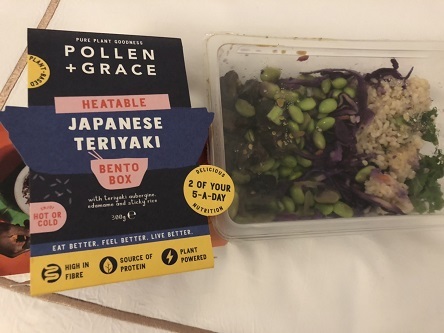 PURE PLANT GOODNESS
POLLEN
+GRACE
PLANT-BASED
HEATABLE
JAPANESE
TERIYAKI
BENTO
BOX
with teriyaki aubergine,
edamame and sticky rice
300g e
HOT OR
COLD
DELICIOUS
2 OF YOUR
5-A-DAY
NUTRITION
EAT BETTER. FEEL BETTER. LIVE BETTER.
HIGH IN
FIBRE
SOURCE OF
PROTEIN
PLANT
POWERED